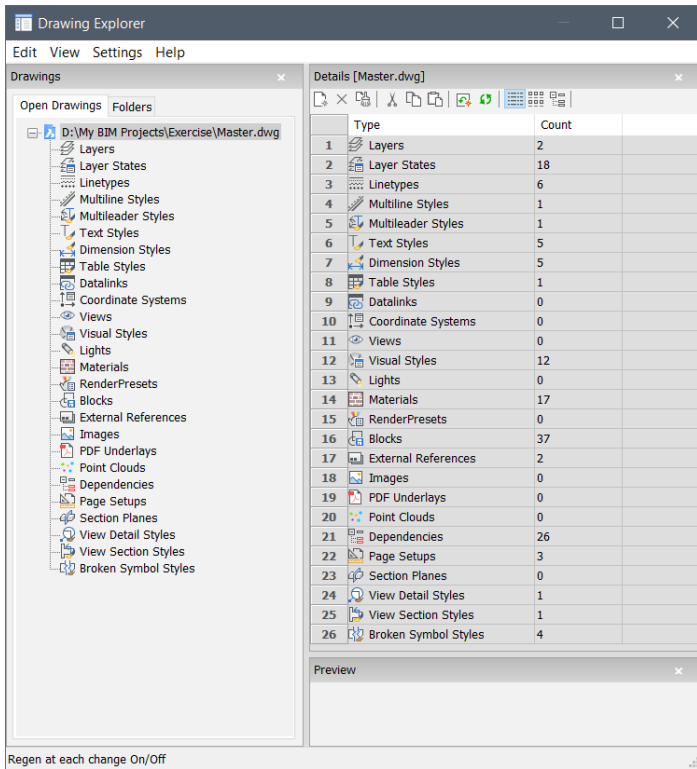 Drawing Explorer
Edit View Settings Help
Drawings
Open Drawings Folders
D:\My BIM Projects\Exercise\Master.dwg
Layers
Layer States
Linetypes
Multiline Styles
Multileader Styles
Text Styles
Dimension Styles
Table Styles
Datalinks
Coordinate Systems
Views
Visual Styles
Lights
Materials
RenderPresets
Blocks
External References
Images
PDF Underlays
Point Clouds
Dependencies
Page Setups
Section Planes
View Detail Styles
View Section Styles
Broken Symbol Styles
Details [Master.dwg]
Type Count
1 Layers 2
2 Layer States 18
3 Linetypes 6
4 Multiline Styles 1
5 Multileader Styles 1
6 Text Styles 5
7 Dimension Styles 5
8 Table Styles 1
9 Datalinks 0
10 Coordinate Systems 0
11 Views 0
12 Visual Styles 12
13 Lights 0
14 Materials 17
15 RenderPresets 0
16 Blocks 37
17 External References 2
18 Images 0
19 PDF Underlays 0
20 Point Clouds 0
21 Dependencies 26
22 Page Setups 3
23 Section Planes 0
24 View Detail Styles 1
25 View Section Styles 1
26 Broken Symbol Styles 4
Preview
Regen at each change On/Off